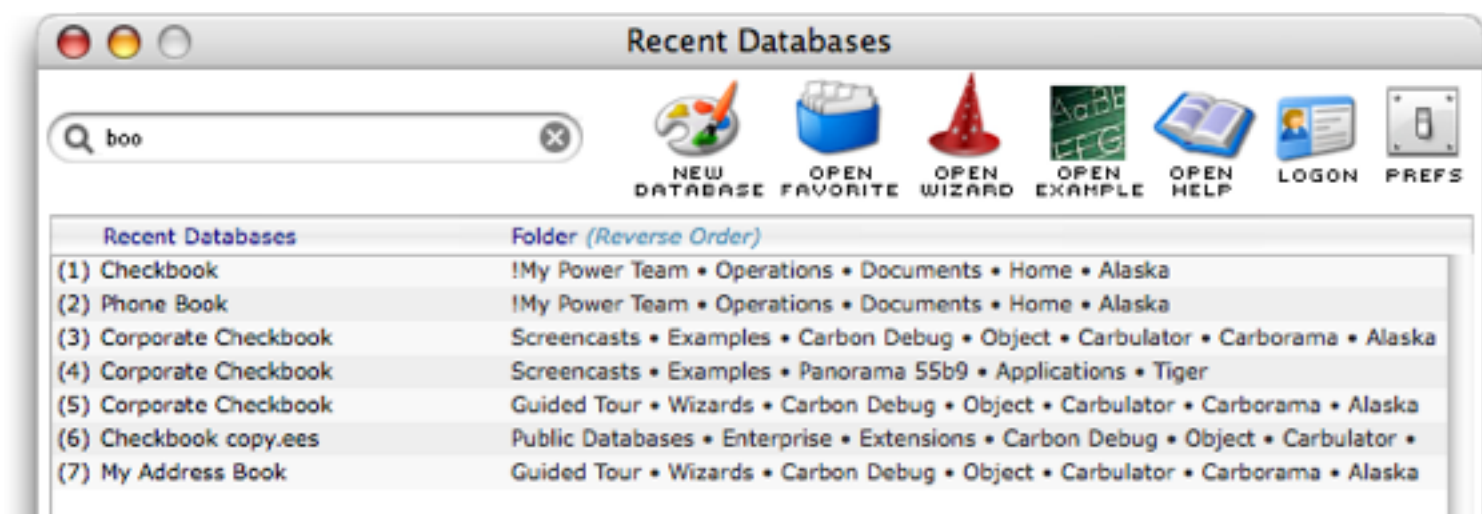 Recent Databases
boo
NEW DATABASE
OPEN FAVORITE
OPEN WIZARD
AaBb
EFG
OPEN EXAMPLE
OPEN HELP
LOGON
PREFS
Recent Databases Folder (Reverse Order)
(1) Checkbook !My Power Team • Operations • Documents • Home • Alaska
(2) Phone Book !My Power Team • Operations • Documents • Home • Alaska
(3) Corporate Checkbook Screencasts • Examples • Carbon Debug • Object • Carbulator • Carborama • Alaska
(4) Corporate Checkbook Screencasts • Examples • Panorama 55b9 • Applications • Tiger
(5) Corporate Checkbook Guided Tour • Wizards • Carbon Debug • Object • Carbulator • Carborama • Alaska
(6) Checkbook copy.ees Public Databases • Enterprise • Extensions • Carbon Debug • Object • Carbulator •
(7) My Address Book Guided Tour • Wizards • Carbon Debug • Object • Carbulator • Carborama • Alaska